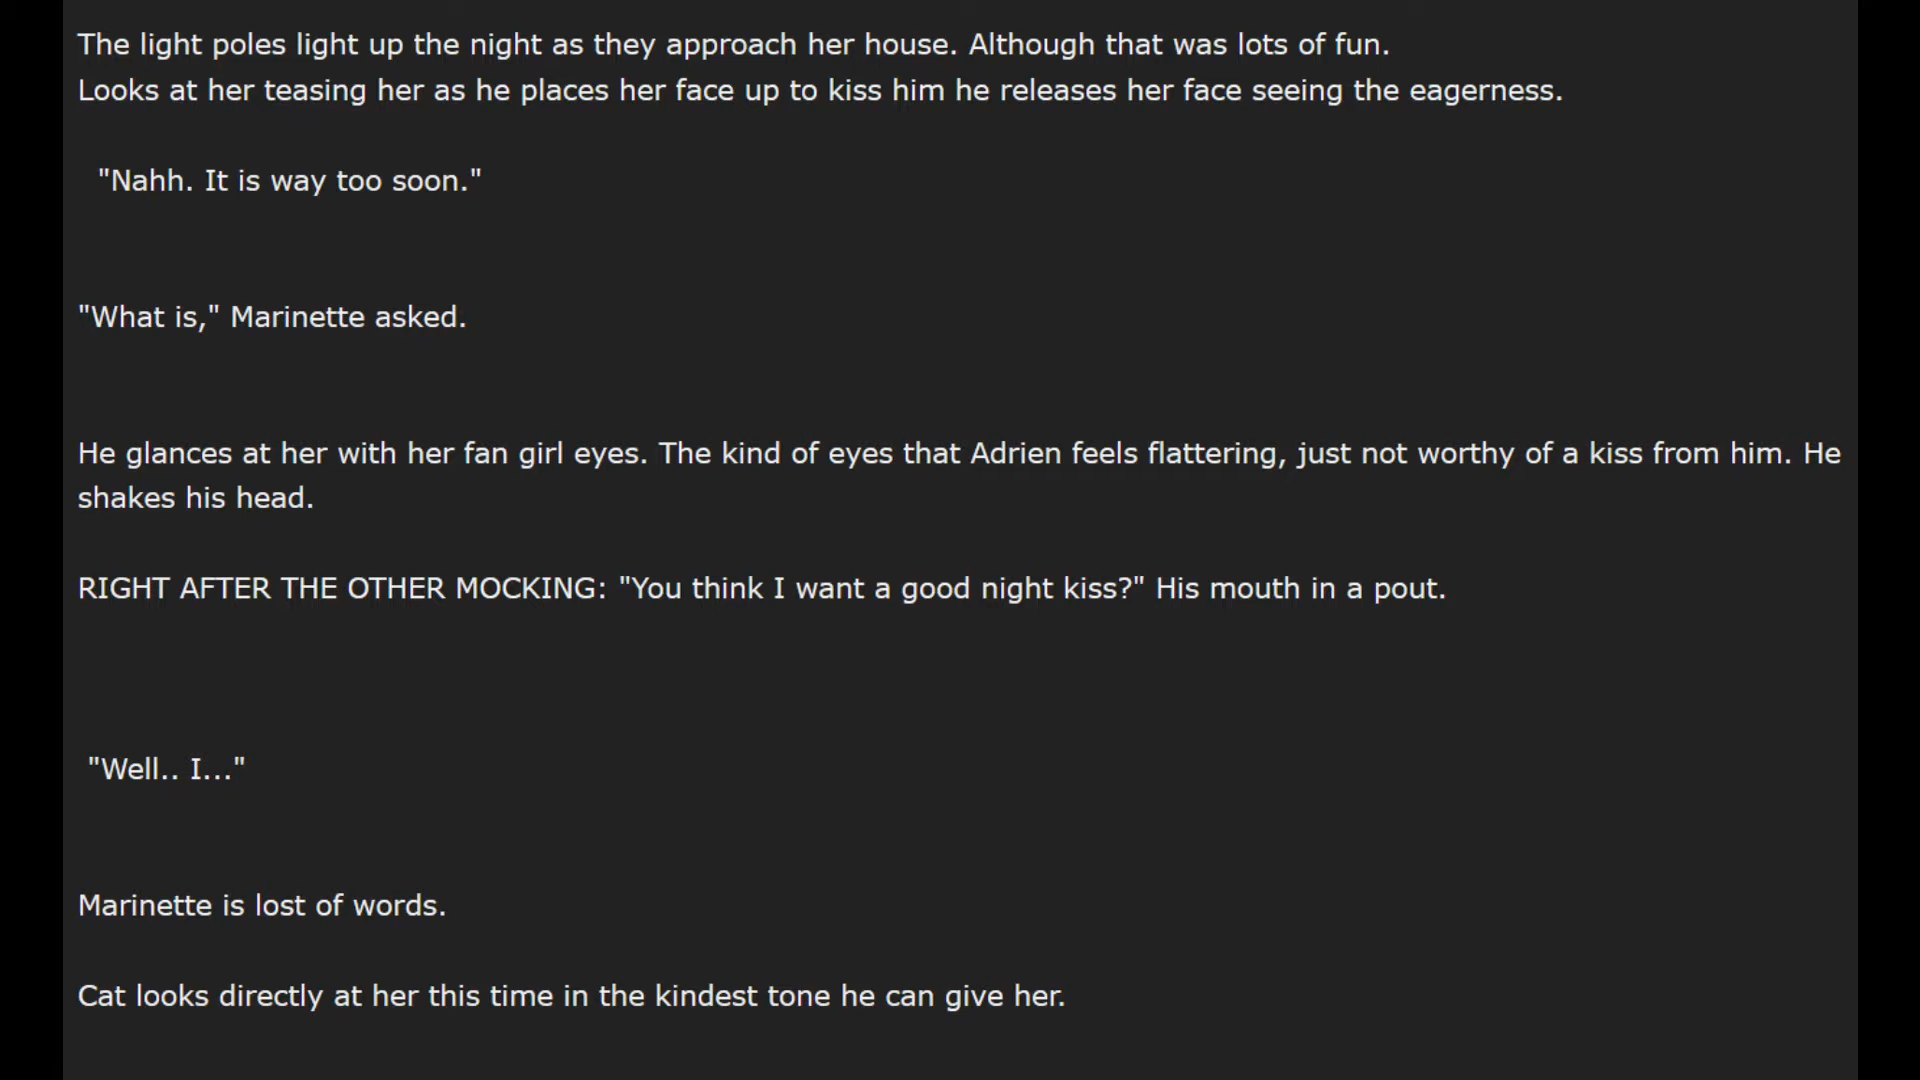 The light poles light up the night as they approach her house. Although that was lots of fun.
Looks at her teasing her as he places her face up to kiss him he releases her face seeing the eagerness.
"Nahh. It is way too soon."
"What is," Marinette asked.
He glances at her with her fan girl eyes. The kind of eyes that Adrien feels flattering, just not worthy of a kiss from him. He
shakes his head.
RIGHT AFTER THE OTHER MOCKING: "You think I want a good night kiss?" His mouth in a pout.
"Well.. I..."
Marinette is lost of words.
Cat looks directly at her this time in the kindest tone he can give her.